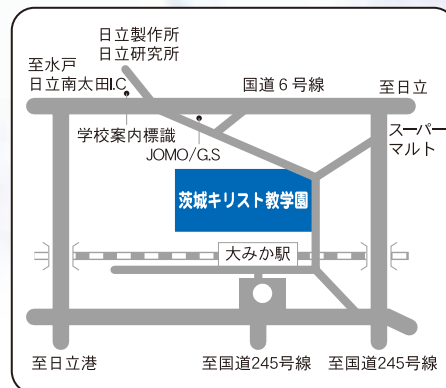 日立製作所
日立研究所
至水戸
日立南太田I.C
国道6号線
至日立
学校案内標識
JOMO/G.S
スーパー
マルト
茨城キリスト教学園
大みか駅
至日立港
至国道245号線
至国道245号線